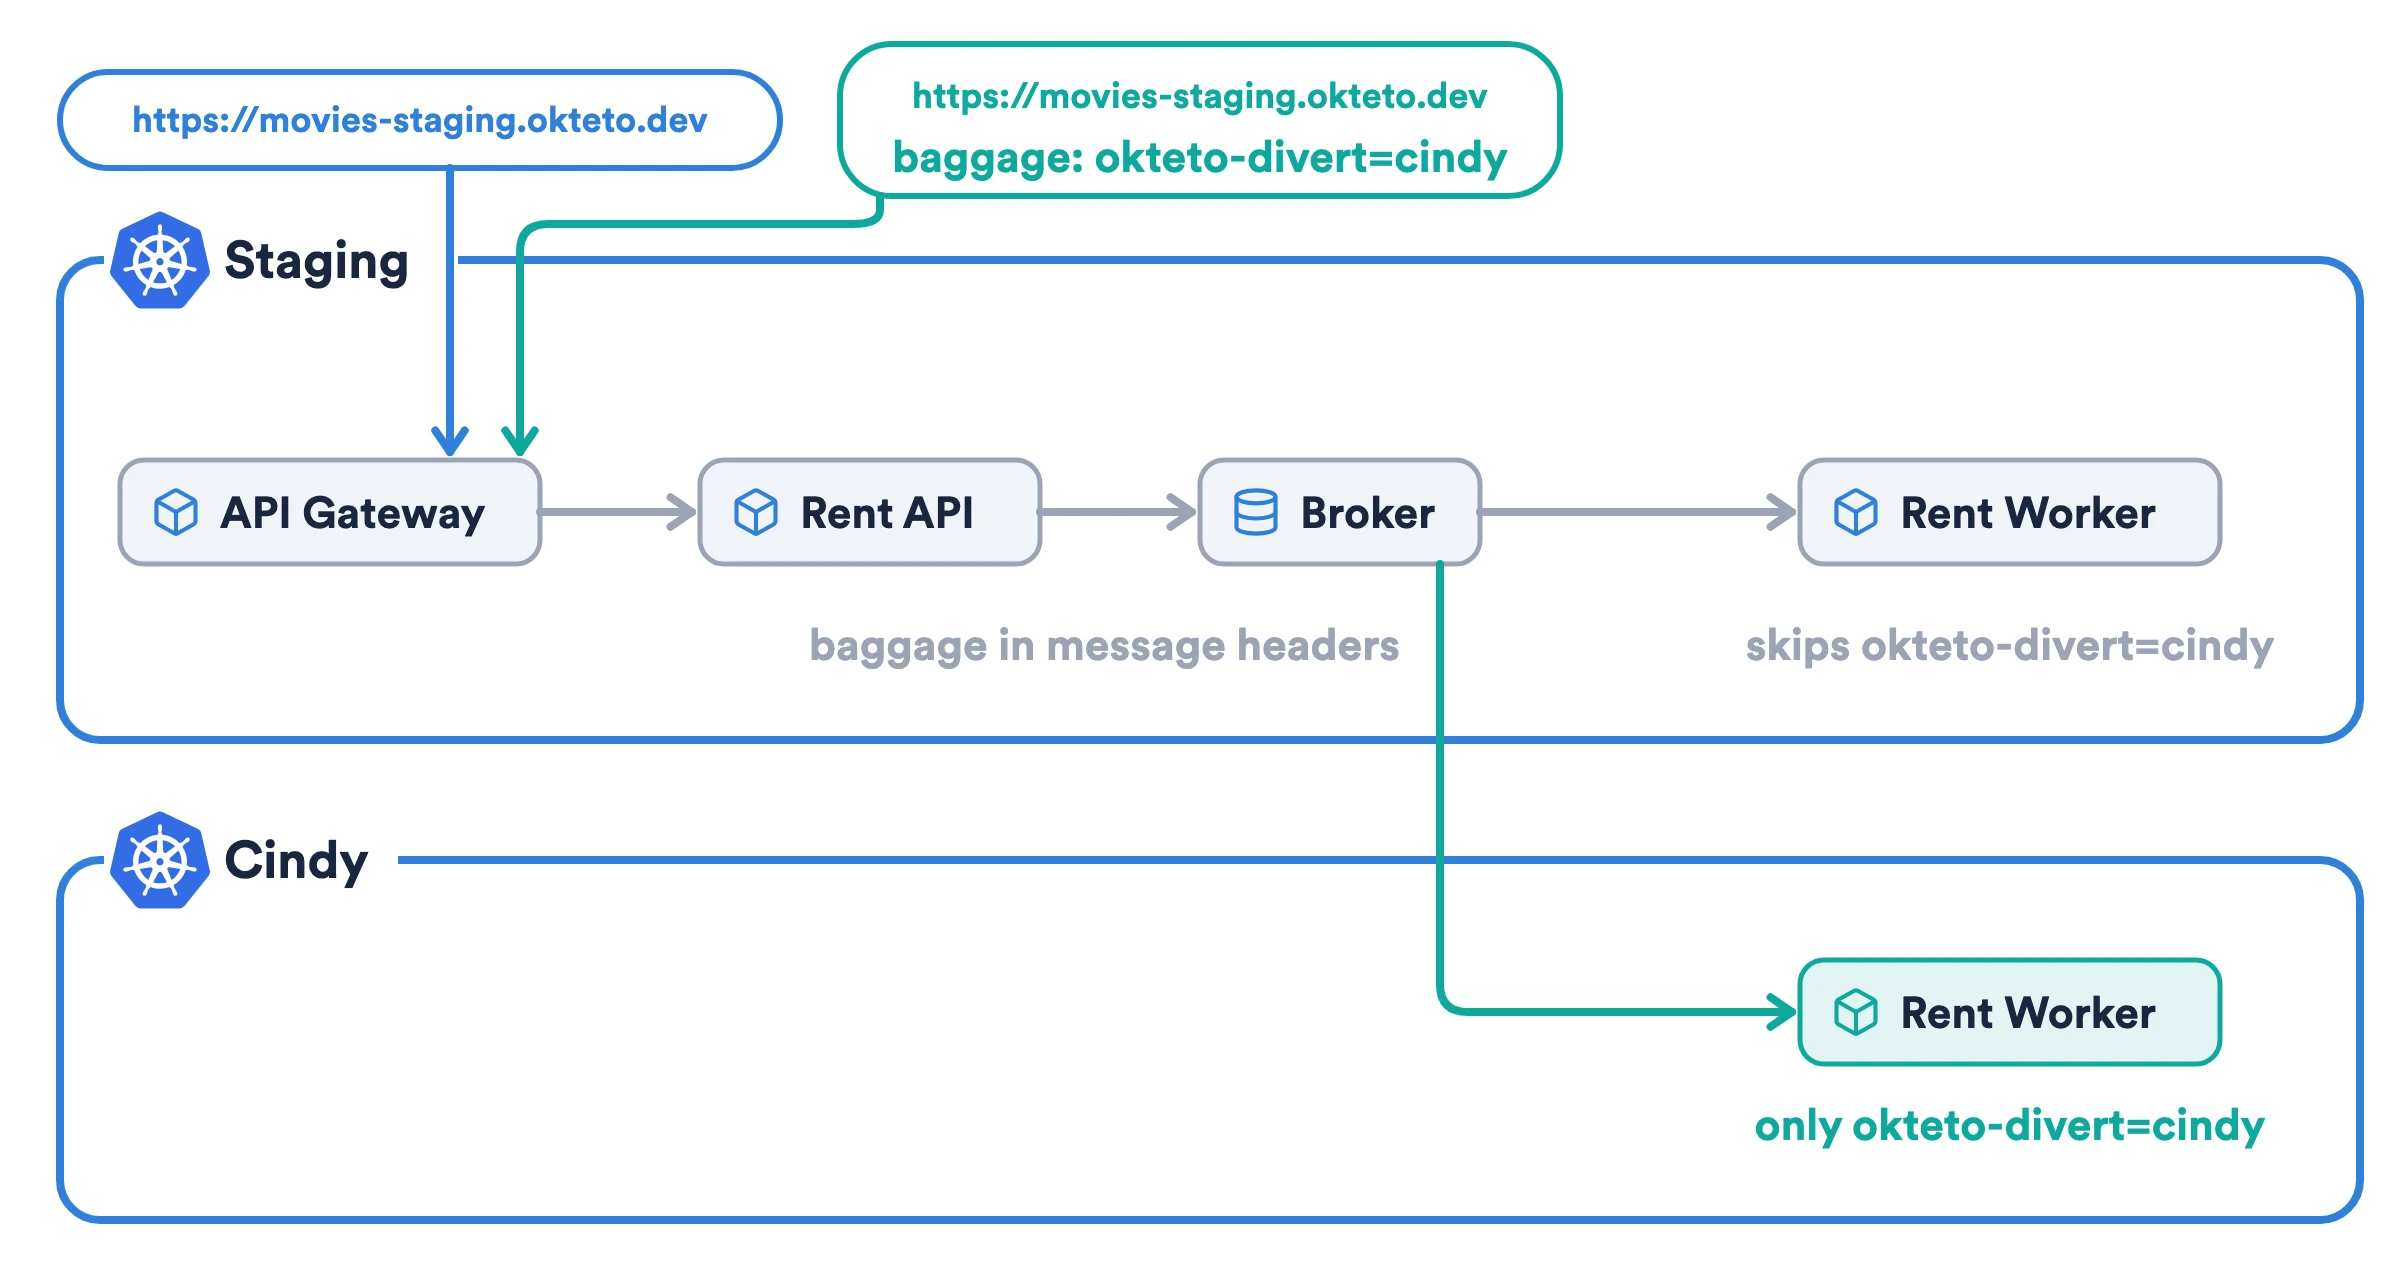 https://movies-staging.okteto.dev
https://movies-staging.okteto.dev
baggage: okteto-divert=cindy
Staging
API Gateway
Rent API
Broker
Rent Worker
baggage in message headers
skips okteto-divert=cindy
Cindy
Rent Worker
only okteto-divert=cindy